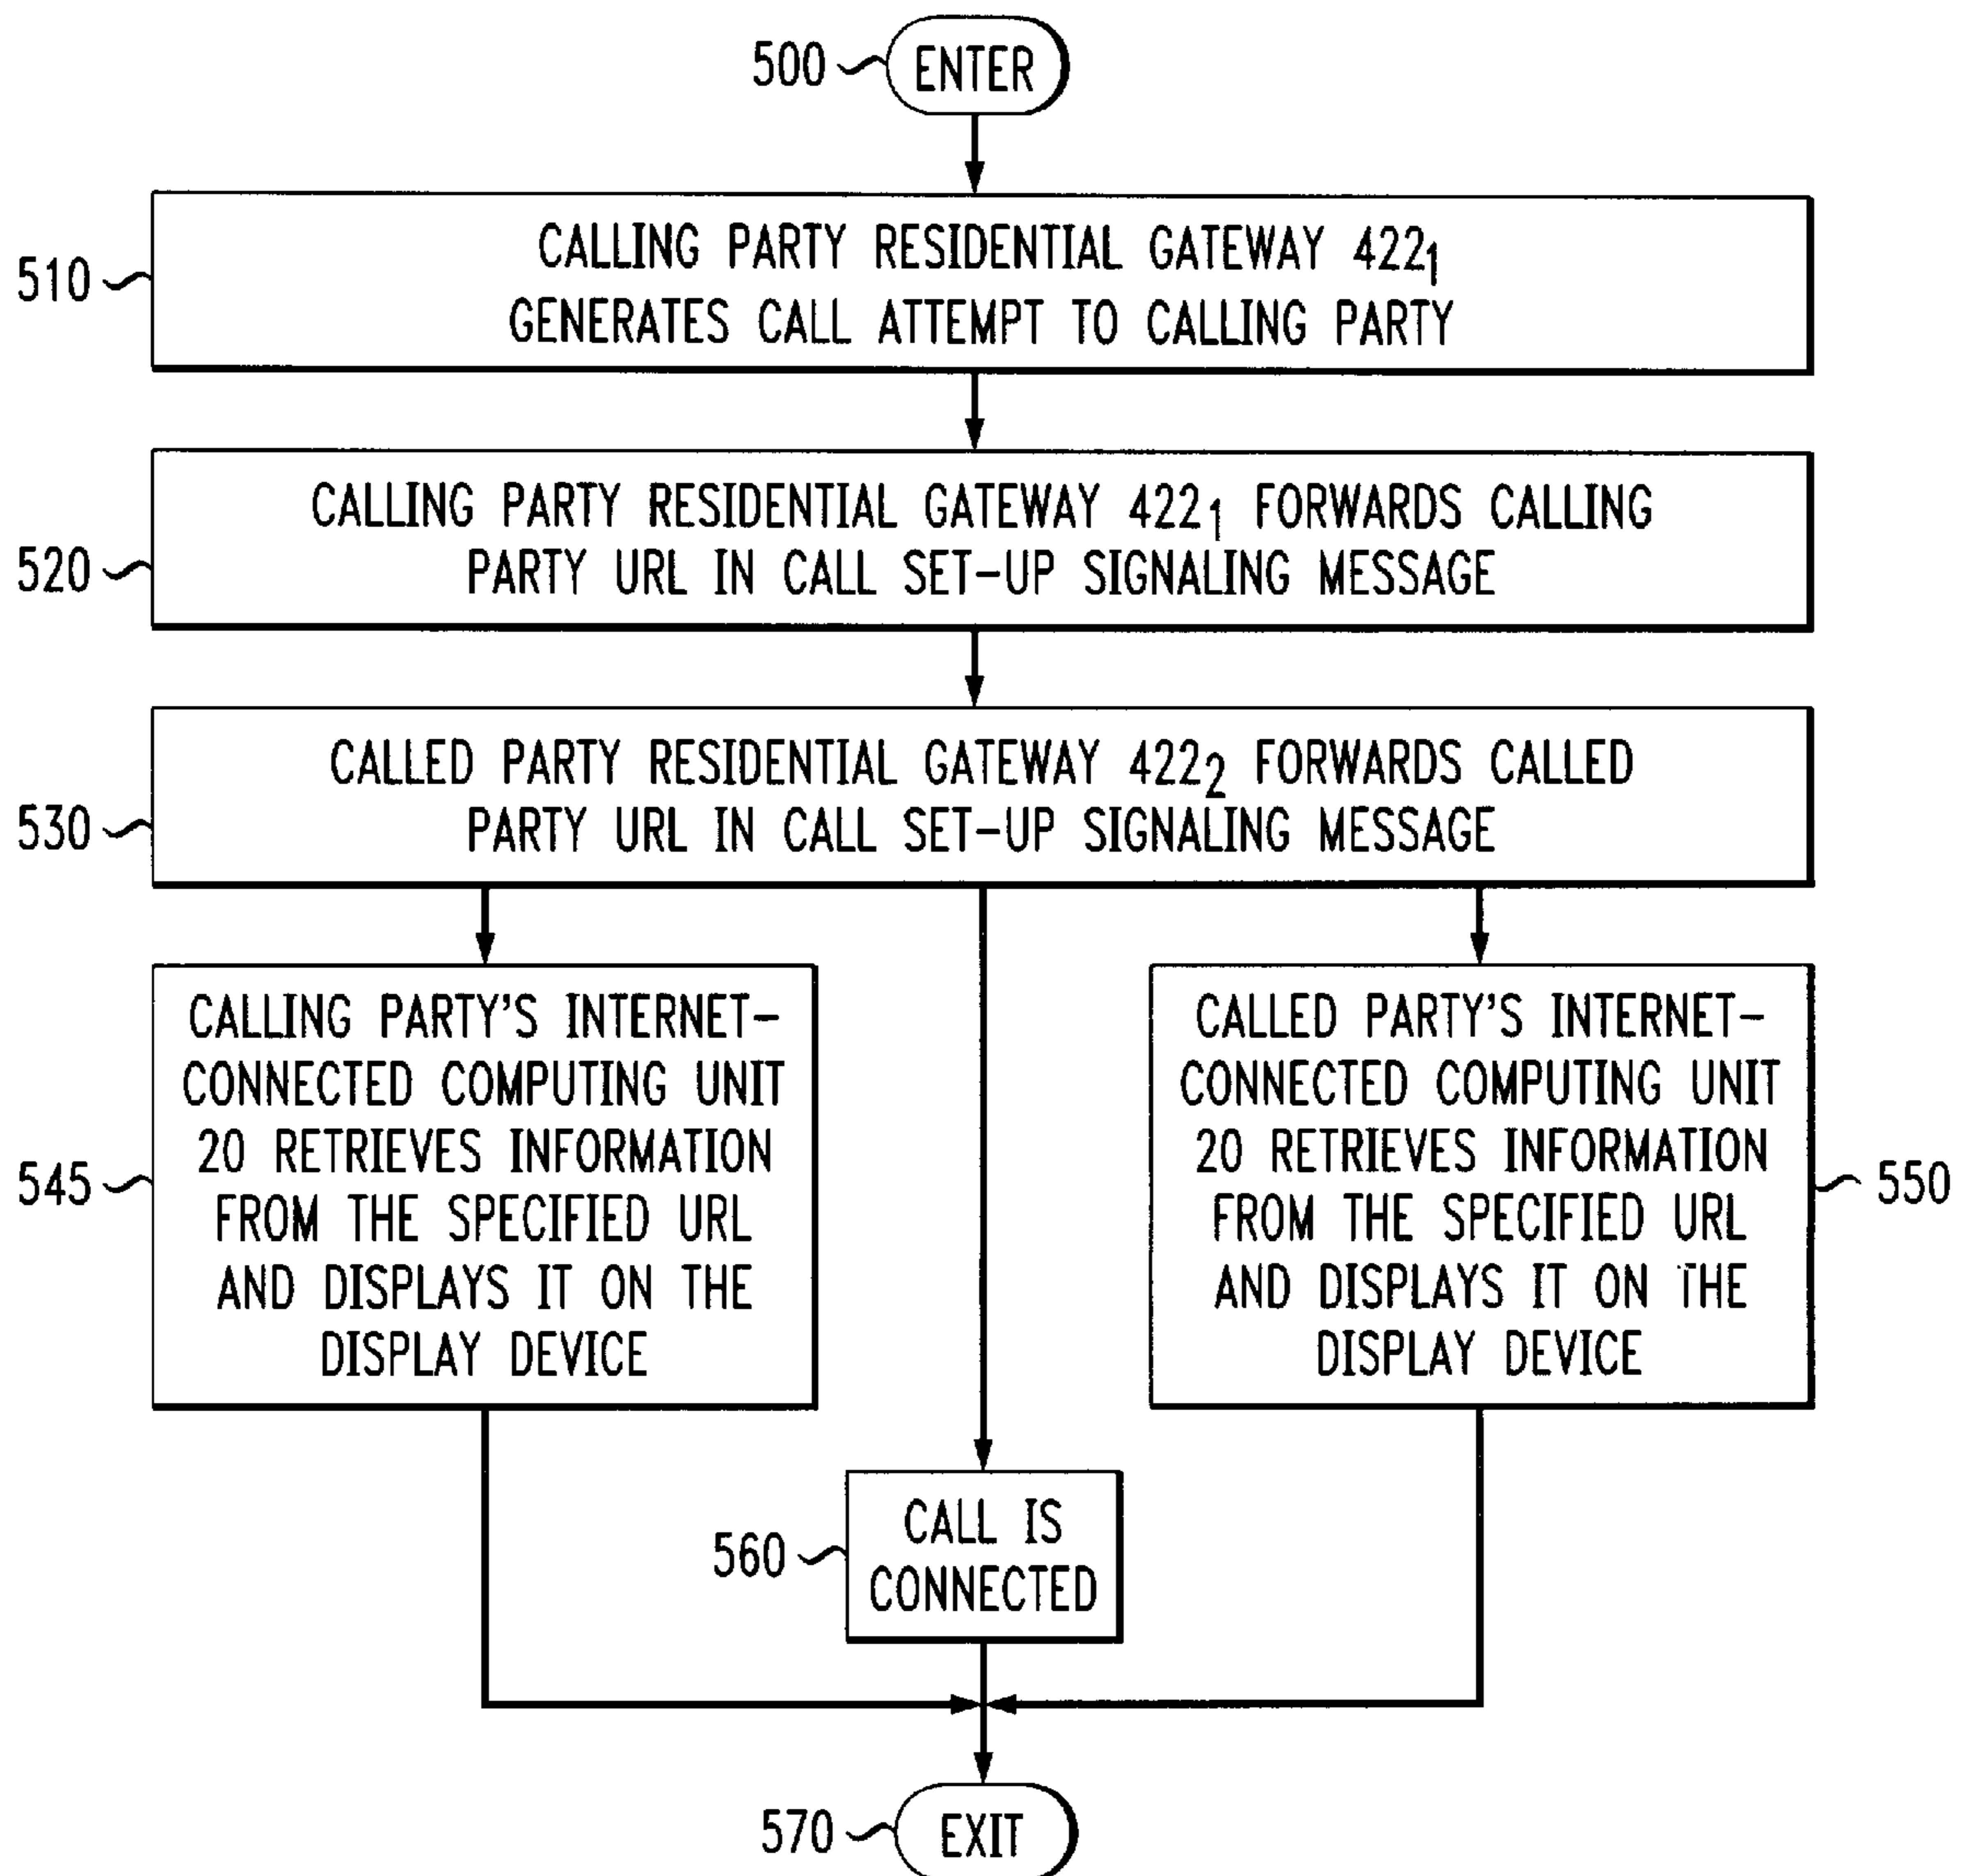 500
ENTER
510
CALLING PARTY RESIDENTIAL GATEWAY 422₁
GENERATES CALL ATTEMPT TO CALLING PARTY
520
CALLING PARTY RESIDENTIAL GATEWAY 422₁ FORWARDS CALLING
PARTY URL IN CALL SET-UP SIGNALING MESSAGE
530
CALLED PARTY RESIDENTIAL GATEWAY 422₂ FORWARDS CALLED
PARTY URL IN CALL SET-UP SIGNALING MESSAGE
545
CALLING PARTY'S INTERNET-
CONNECTED COMPUTING UNIT
20 RETRIEVES INFORMATION
FROM THE SPECIFIED URL
AND DISPLAYS IT ON THE
DISPLAY DEVICE
CALLED PARTY'S INTERNET-
CONNECTED COMPUTING UNIT
20 RETRIEVES INFORMATION
FROM THE SPECIFIED URL
AND DISPLAYS IT ON THE
DISPLAY DEVICE
550
560
CALL IS
CONNECTED
570
EXIT